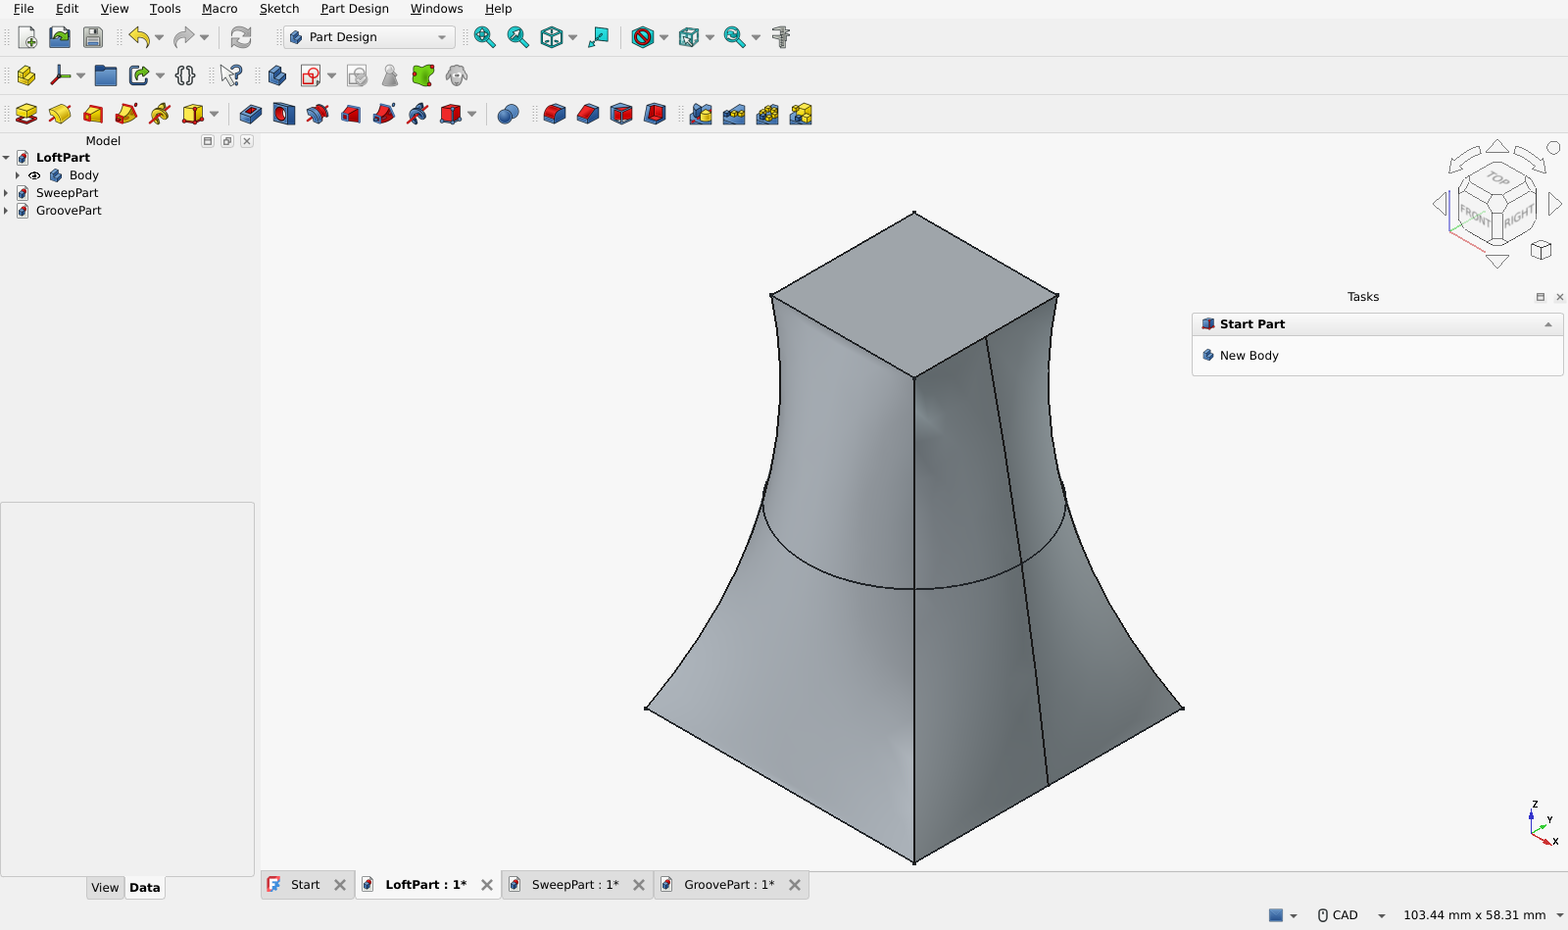 File Edit View Tools Macro Sketch Part Design Windows Help
Part Design
Model
LoftPart
Body
SweepPart
GroovePart
TOP
FRONT
RIGHT
Tasks
Start Part
New Body
Z
Y
X
View Data
Start LoftPart : 1* SweepPart : 1* GroovePart : 1*
CAD 103.44 mm x 58.31 mm